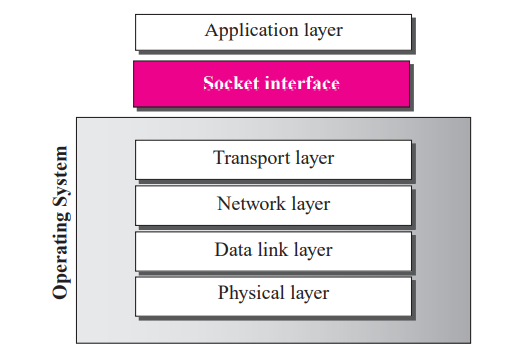 Application layer
Socket interface
Operating System
Transport layer
Network layer
Data link layer
Physical layer